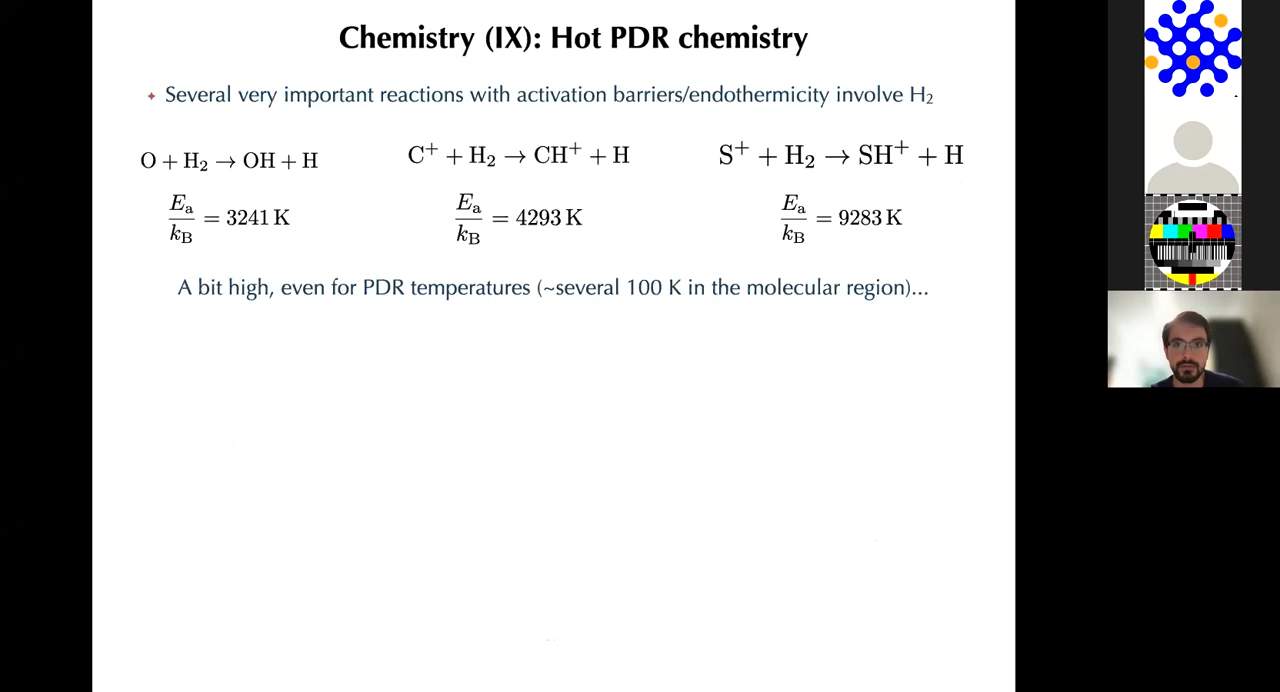 Chemistry (IX): Hot PDR chemistry
Several very important reactions with activation barriers/endothermicity involve H₂
O + H₂ → OH + H
C⁺ + H₂ → CH⁺ + H
S⁺ + H₂ → SH⁺ + H
Eₐ/k_B = 3241 K
Eₐ/k_B = 4293 K
Eₐ/k_B = 9283 K
A bit high, even for PDR temperatures (~several 100 K in the molecular region)...